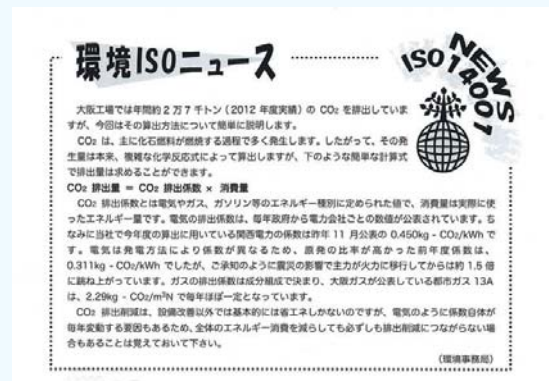 環境ISOニュース
NEWS
ISO 14001
大阪工場では年間約2万7千トン（2012年度実績）の CO₂ を排出していま
すが、今回はその算出方法について簡単に説明します。
CO₂ は、主に化石燃料が燃焼する過程で多く発生します。したがって、その発
生量は本来、複雑な化学反応式によって算出しますが、下のような簡単な計算式
で排出量は求めることができます。
CO₂ 排出量 = CO₂ 排出係数 × 消費量
CO₂ 排出係数とは電気やガス、ガソリン等のエネルギー種別に定められた値で、消費量は実際に使
ったエネルギー量です。電気の排出係数は、毎年政府から電力会社ごとの数値が公表されています。ち
なみに当社で今年度の算出に用いている関西電力の係数は昨年11月公表の 0.450kg - CO₂/kWh で
す。電気は発電方法により係数が異なるため、原発の比率が高かった前年度係数は、
0.311kg - CO₂/kWh でしたが、ご承知のように震災の影響で主力が火力に移行してからは約1.5倍
に跳ね上がっています。ガスの排出係数は成分組成で決まり、大阪ガスが公表している都市ガス13A
は、2.29kg - CO₂/m³N で毎年ほぼ一定となっています。
CO₂ 排出削減は、設備改善以外では基本的には省エネしかないのですが、電気のように係数自体が
毎年変動する要因もあるため、全体のエネルギー消費を減らしても必ずしも排出削減につながらない場
合もあることは覚えておいて下さい。
（環境事務局）